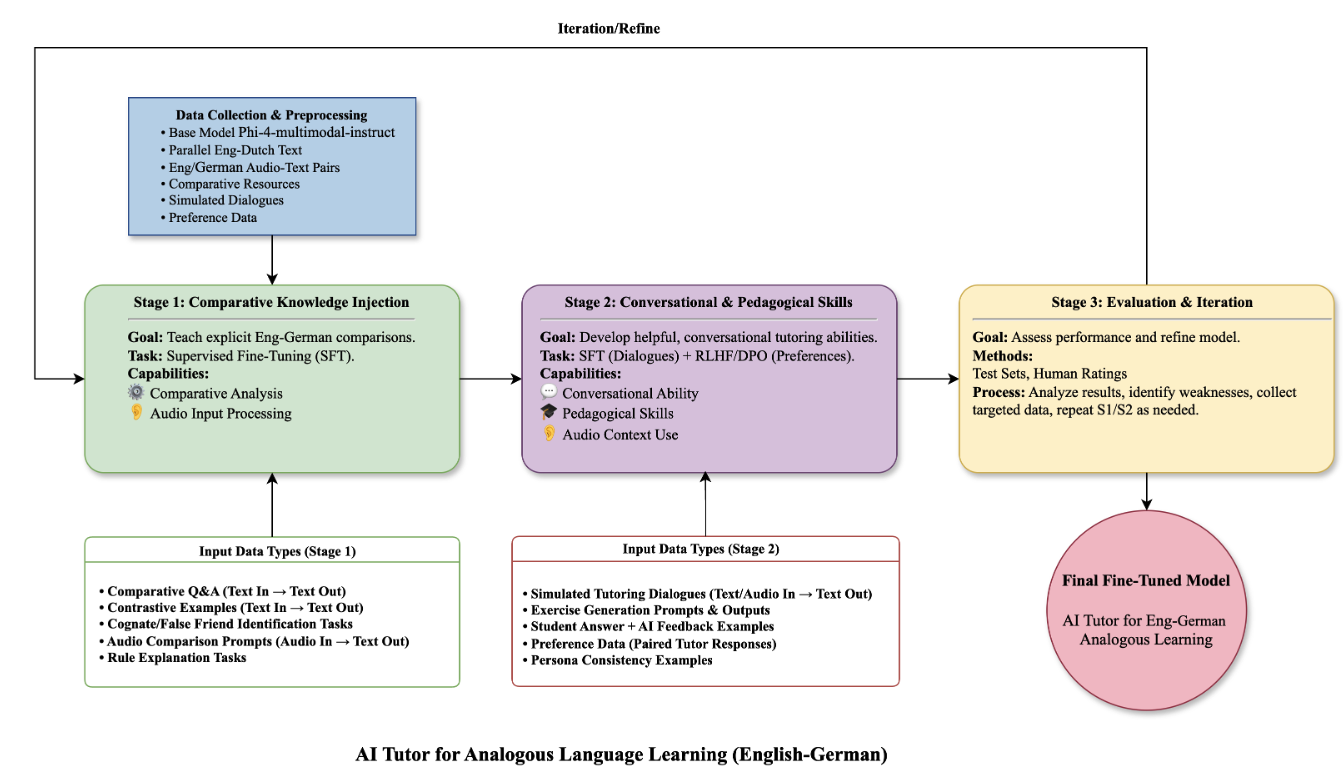 Iteration/Refine
Data Collection & Preprocessing
• Base Model Phi-4-multimodal-instruct
• Parallel Eng-Dutch Text
• Eng/German Audio-Text Pairs
• Comparative Resources
• Simulated Dialogues
• Preference Data
Stage 1: Comparative Knowledge Injection
Goal: Teach explicit Eng-German comparisons.
Task: Supervised Fine-Tuning (SFT).
Capabilities:
⚙️ Comparative Analysis
👂 Audio Input Processing
Stage 2: Conversational & Pedagogical Skills
Goal: Develop helpful, conversational tutoring abilities.
Task: SFT (Dialogues) + RLHF/DPO (Preferences).
Capabilities:
💬 Conversational Ability
🎓 Pedagogical Skills
👂 Audio Context Use
Stage 3: Evaluation & Iteration
Goal: Assess performance and refine model.
Methods:
Test Sets, Human Ratings
Process: Analyze results, identify weaknesses, collect
targeted data, repeat S1/S2 as needed.
Input Data Types (Stage 1)
• Comparative Q&A (Text In → Text Out)
• Contrastive Examples (Text In → Text Out)
• Cognate/False Friend Identification Tasks
• Audio Comparison Prompts (Audio In → Text Out)
• Rule Explanation Tasks
Input Data Types (Stage 2)
• Simulated Tutoring Dialogues (Text/Audio In → Text Out)
• Exercise Generation Prompts & Outputs
• Student Answer + AI Feedback Examples
• Preference Data (Paired Tutor Responses)
• Persona Consistency Examples
Final Fine-Tuned Model
AI Tutor for Eng-German
Analogous Learning
AI Tutor for Analogous Language Learning (English-German)